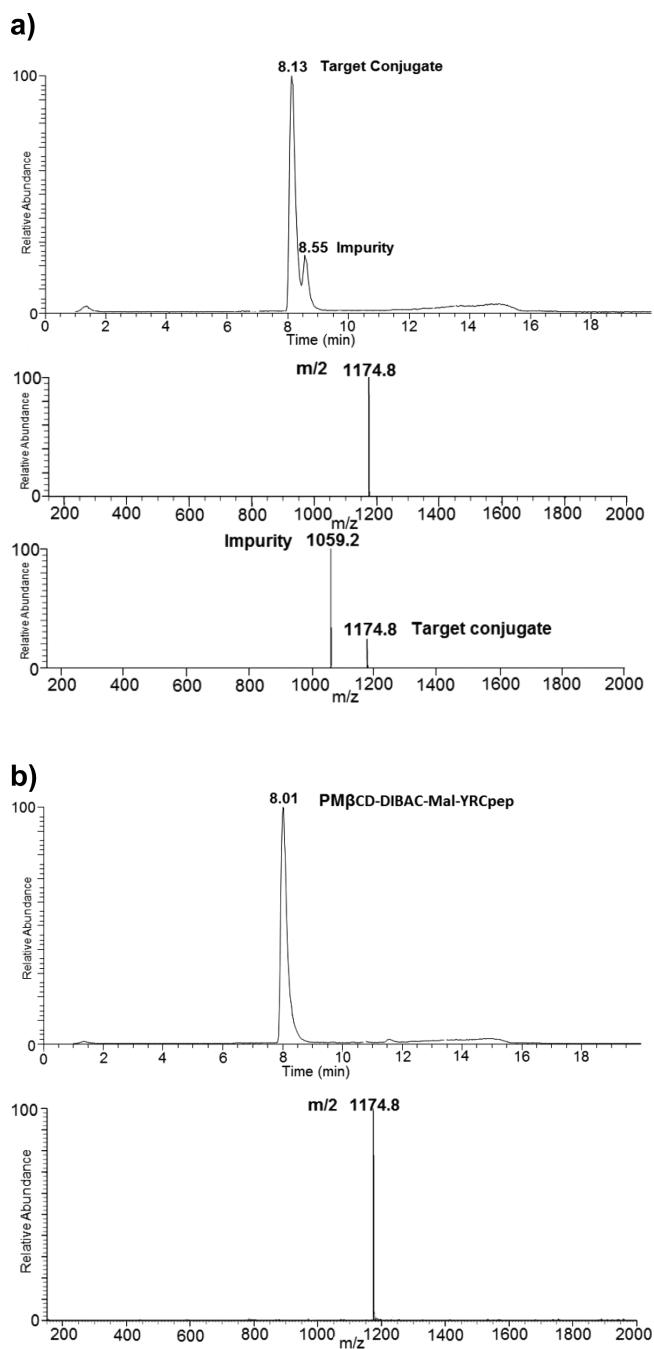 a)
8.13 Target Conjugate
100
8.55 Impurity
Relative Abundance
0
0 2 4 6 8 10 12 14 16 18
Time (min)
m/2 1174.8
100
Relative Abundance
0
200 400 600 800 1000 1200 1400 1600 1800 2000
m/z
Impurity 1059.2
100
1174.8 Target conjugate
Relative Abundance
0
200 400 600 800 1000 1200 1400 1600 1800 2000
m/z
b)
8.01 PMβCD-DIBAC-Mal-YRCpep
100
Relative Abundance
0
0 2 4 6 8 10 12 14 16 18
Time (min)
m/2 1174.8
100
Relative Abundance
0
200 400 600 800 1000 1200 1400 1600 1800 2000
m/z